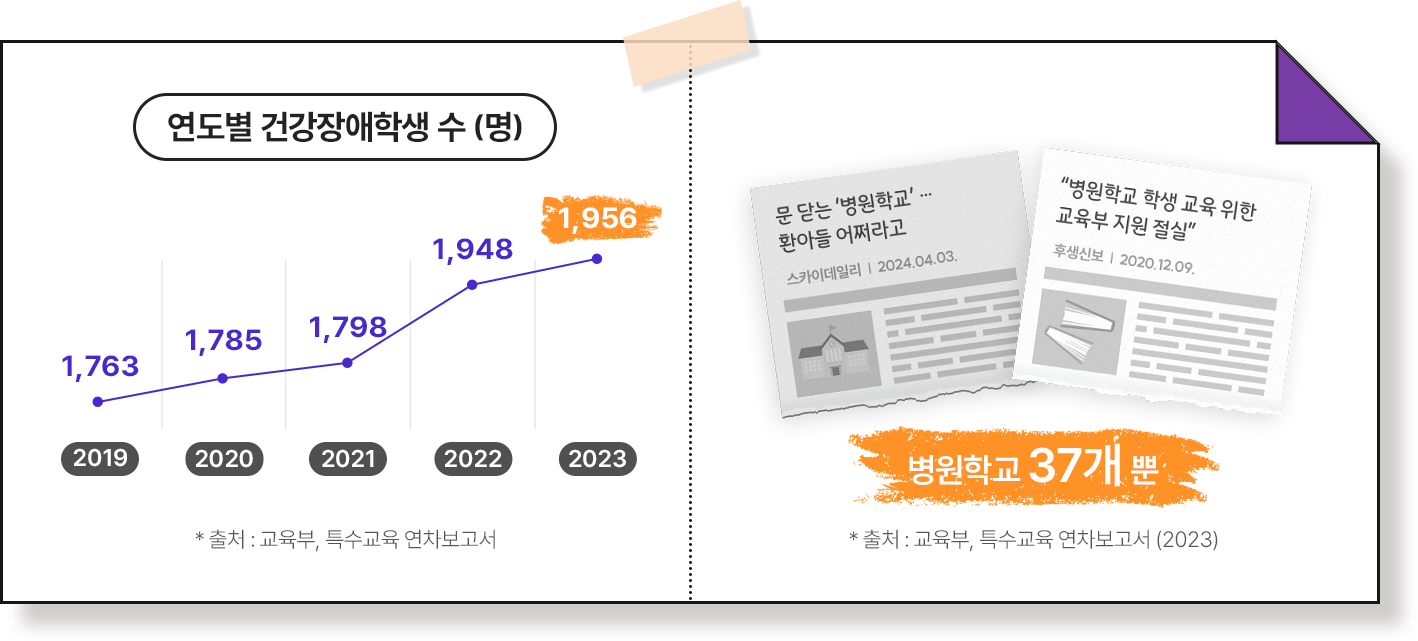 연도별 건강장애학생 수 (명)
1,763
1,785
1,798
1,948
1,956
2019
2020
2021
2022
2023
* 출처 : 교육부, 특수교육 연차보고서
문 닫는 ‘병원학교’ ···
환아들 어쩌라고
스카이데일리 | 2024.04.03.
“병원학교 학생 교육 위한
교육부 지원 절실”
후생신보 | 2020.12.09.
병원학교 37개 뿐
* 출처 : 교육부, 특수교육 연차보고서 (2023)